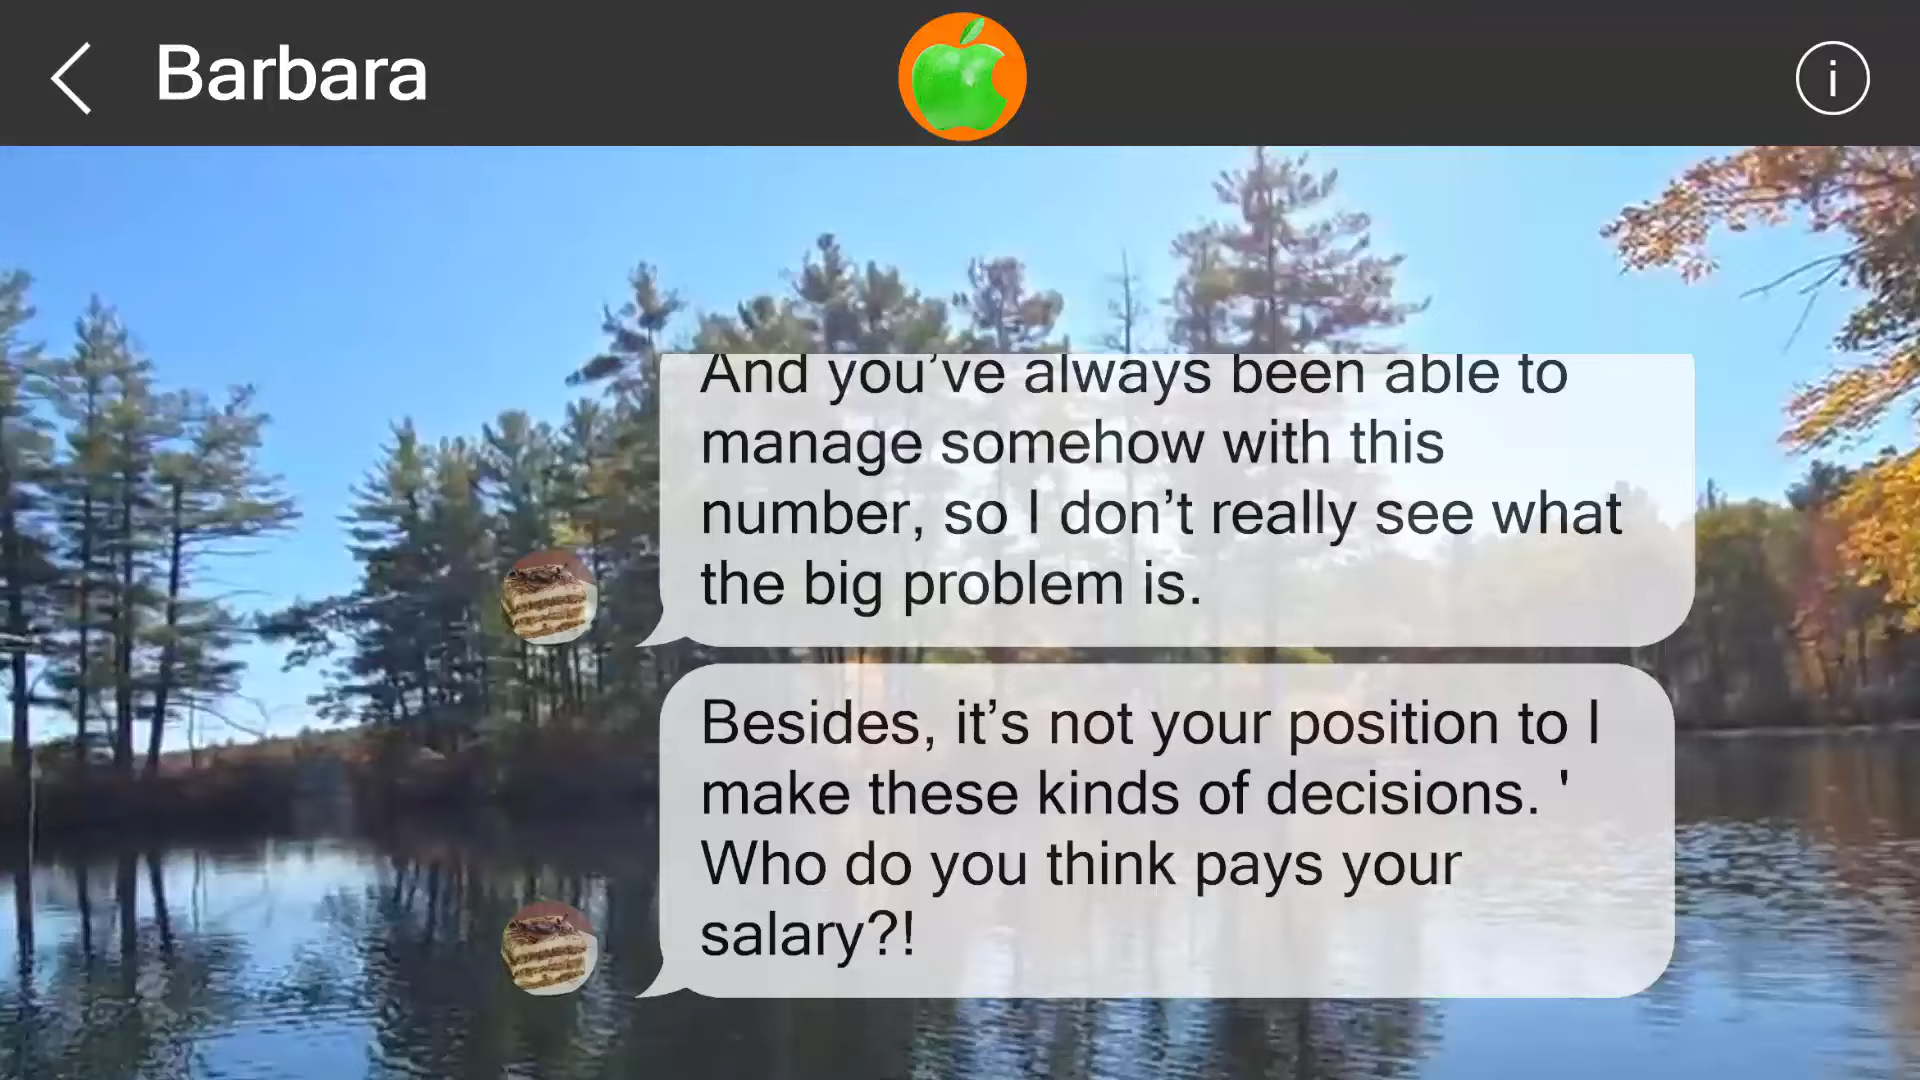 Barbara
i
And you’ve always been able to
manage somehow with this
number, so I don’t really see what
the big problem is.
Besides, it’s not your position to I
make these kinds of decisions. '
Who do you think pays your
salary?!